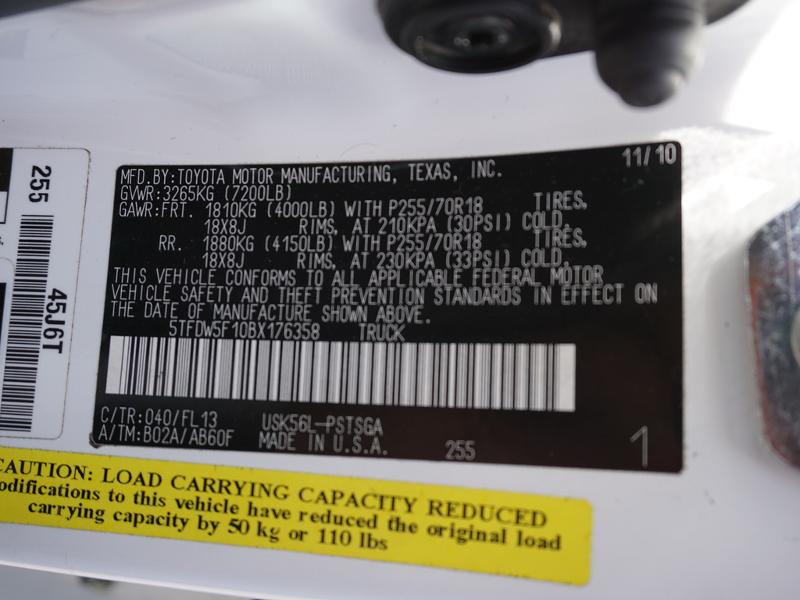 MFD.BY:TOYOTA MOTOR MANUFACTURING, TEXAS, INC. 11/10
GVWR:3265KG (7200LB)
GAWR:FRT. 1810KG (4000LB) WITH P255/70R18 TIRES,
18X8J RIMS, AT 210KPA (30PSI) COLD,
RR. 1880KG (4150LB) WITH P255/70R18 TIRES,
18X8J RIMS, AT 230KPA (33PSI) COLD,
THIS VEHICLE CONFORMS TO ALL APPLICABLE FEDERAL MOTOR
VEHICLE SAFETY AND THEFT PREVENTION STANDARDS IN EFFECT ON
THE DATE OF MANUFACTURE SHOWN ABOVE.
5TFDW5F10BX176358 TRUCK
C/TR:040/FL13 USK56L-PSTSGA
A/TM:B02A/AB60F MADE IN U.S.A. 255 1
255
45J6T
CAUTION: LOAD CARRYING CAPACITY REDUCED
odifications to this vehicle have reduced the original load
carrying capacity by 50 kg or 110 lbs